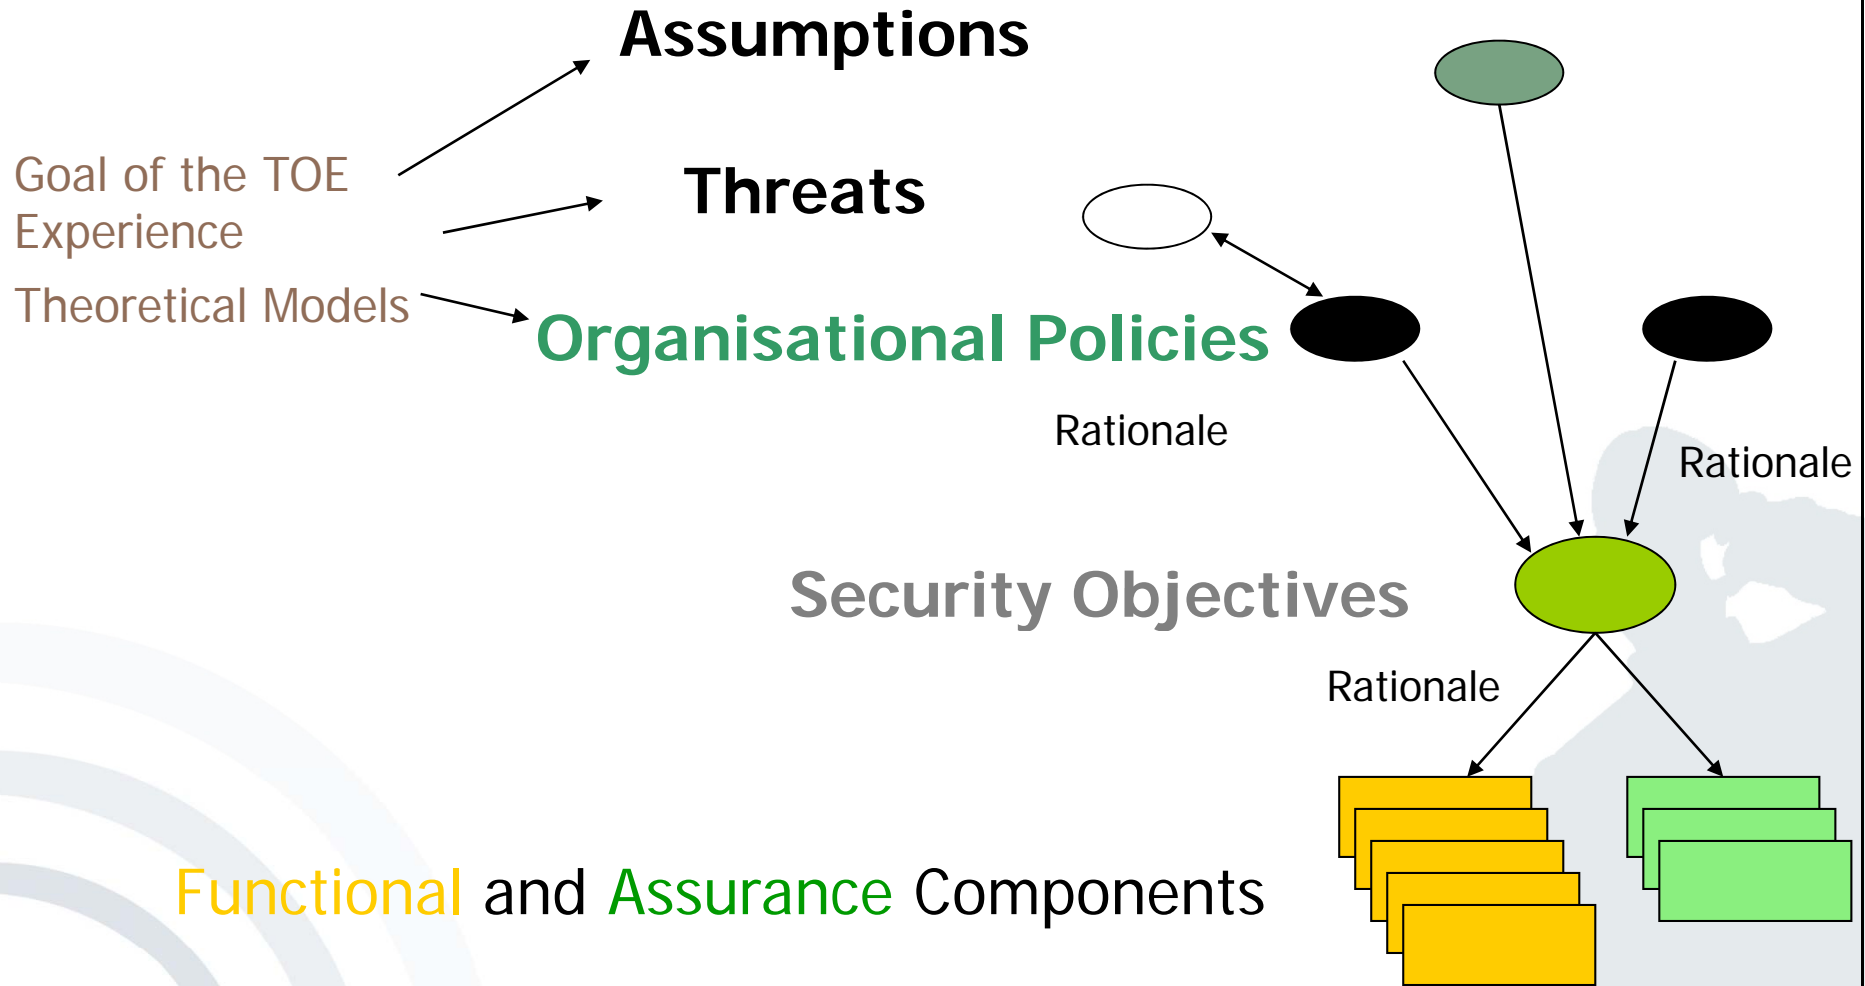 Assumptions
Goal of the TOE
Threats
Experience
Theoretical Models
Organisational Policies
Rationale
Rationale
Security Objectives
Rationale
Functional and Assurance Components